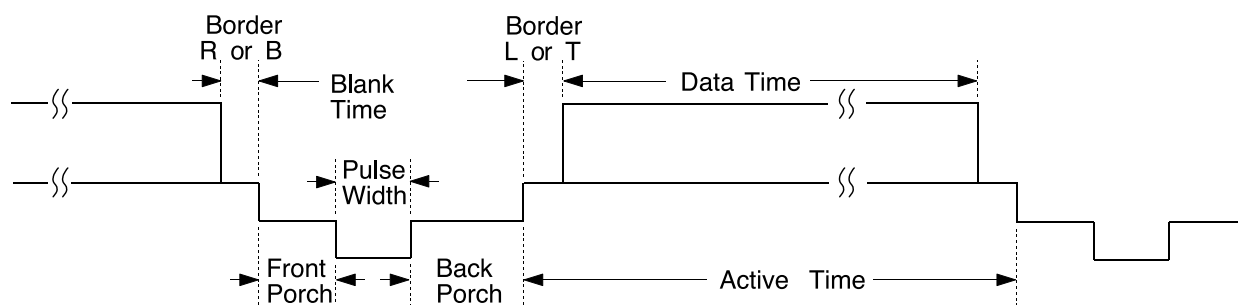 Border
R or B
Border
L or T
Blank
Time
Data Time
Pulse
Width
Front
Porch
Back
Porch
Active Time